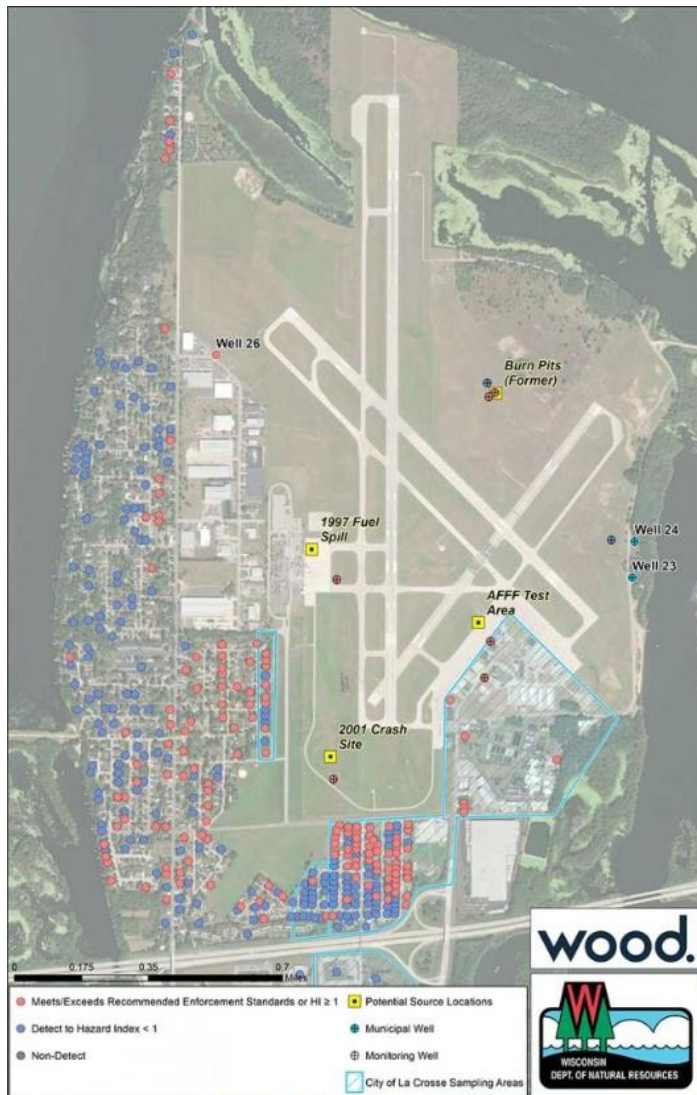 Well 26
Burn Pits
(Former)
1997 Fuel
Spill
Well 24
Well 23
AFFF Test
Area
2001 Crash
Site
0 0.175 0.35 0.7
Miles
wood.
Meets/Exceeds Recommended Enforcement Standards or HI ≥ 1
Potential Source Locations
Detect to Hazard Index < 1
Municipal Well
Non-Detect
Monitoring Well
City of La Crosse Sampling Areas
W
WISCONSIN
DEPT. OF NATURAL RESOURCES